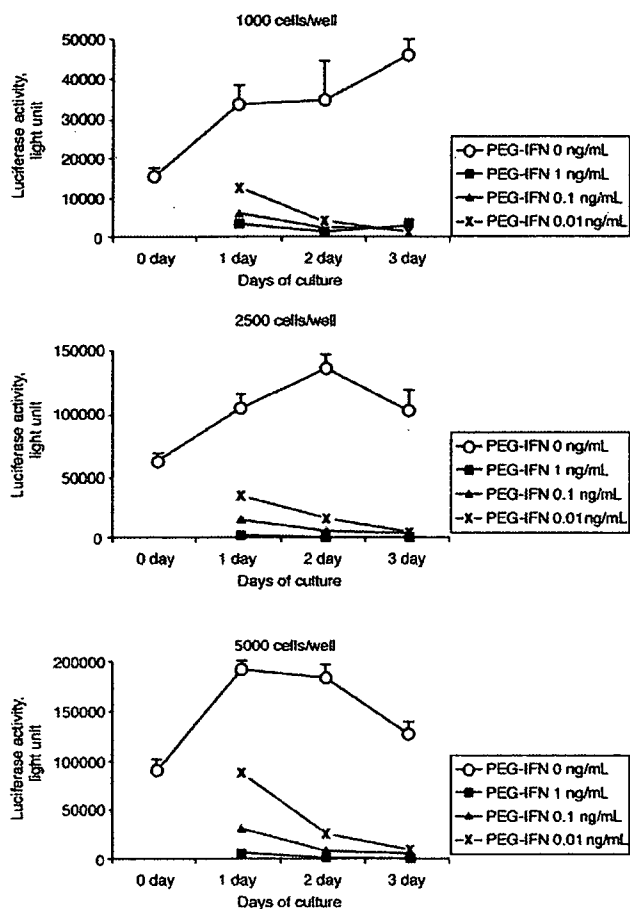 1000 cells/well
Luciferase activity,
light unit
50000
40000
30000
20000
10000
0
0 day 1 day 2 day 3 day
Days of culture
PEG-IFN 0 ng/mL
PEG-IFN 1 ng/mL
PEG-IFN 0.1 ng/mL
PEG-IFN 0.01ng/mL
2500 cells/well
Luciferase activity,
light unit
150000
100000
50000
0
0 day 1 day 2 day 3 day
Days of culture
PEG-IFN 0 ng/mL
PEG-IFN 1 ng/mL
PEG-IFN 0.1 ng/mL
PEG-IFN 0.01ng/mL
5000 cells/well
Luciferase activity,
light unit
200000
150000
100000
50000
0
0 day 1 day 2 day 3 day
Days of culture
PEG-IFN 0 ng/mL
PEG-IFN 1 ng/mL
PEG-IFN 0.1 ng/mL
PEG-IFN 0.01ng/mL